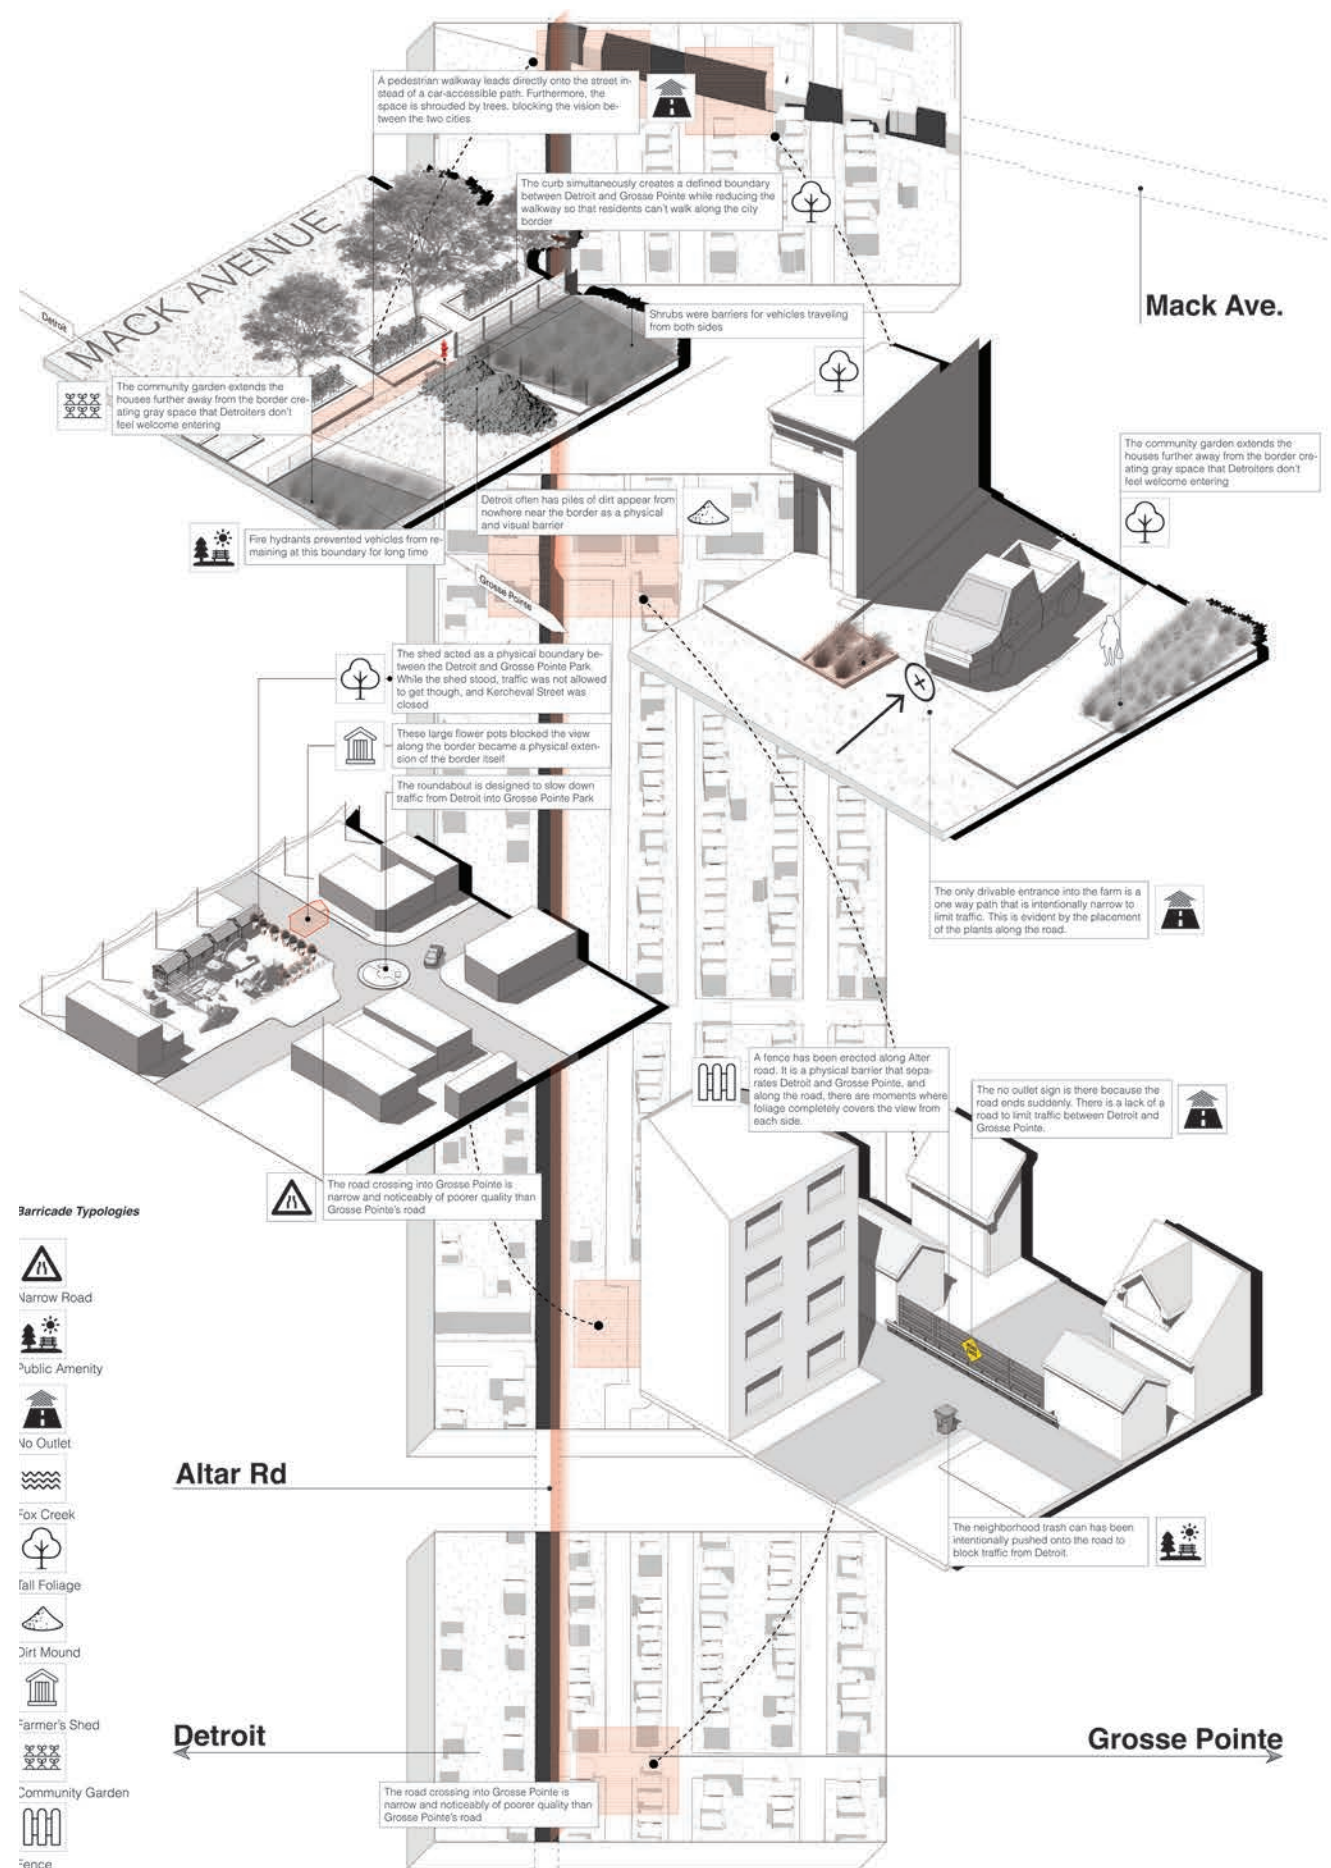 A pedestrian walkway leads directly onto the street in-
stead of a car-accessible path. Furthermore, the
space is shrouded by trees, blocking the vision be-
tween the two cities
The curb simultaneously creates a defined boundary
between Detroit and Grosse Pointe while reducing the
walkway so that residents can't walk along the city
border
Mack Ave.
MACK AVENUE
Detroit
Shrubs were barriers for vehicles traveling
from both sides
The community garden extends the
houses further away from the border cre-
ating gray space that Detroiters don't
feel welcome entering
The community garden extends the
houses further away from the border cre-
ating gray space that Detroiters don't
feel welcome entering
Detroit often has piles of dirt appear from
nowhere near the border as a physical
and visual barrier
Fire hydrants prevented vehicles from re-
maining at this boundary for long time
Grosse Pointe
The shed acted as a physical boundary be-
tween the Detroit and Grosse Pointe Park.
While the shed stood, traffic was not allowed
to get though, and Kercheval Street was
closed
These large flower pots blocked the view
along the border became a physical exten-
sion of the border itself
The roundabout is designed to slow down
traffic from Detroit into Grosse Pointe Park
The only drivable entrance into the farm is a
one way path that is intentionally narrow to
limit traffic. This is evident by the placement
of the plants along the road.
A fence has been erected along Alter
road. It is a physical barrier that sepa-
rates Detroit and Grosse Pointe, and
along the road, there are moments where
foliage completely covers the view from
each side.
The no outlet sign is there because the
road ends suddenly. There is a lack of a
road to limit traffic between Detroit and
Grosse Pointe.
The road crossing into Grosse Pointe is
narrow and noticeably of poorer quality than
Grosse Pointe's road
Barricade Typologies
Narrow Road
Public Amenity
No Outlet
Fox Creek
Tall Foliage
Dirt Mound
Farmer's Shed
Community Garden
Fence
Altar Rd
The neighborhood trash can has been
intentionally pushed onto the road to
block traffic from Detroit.
Detroit
Grosse Pointe
The road crossing into Grosse Pointe is
narrow and noticeably of poorer quality than
Grosse Pointe's road